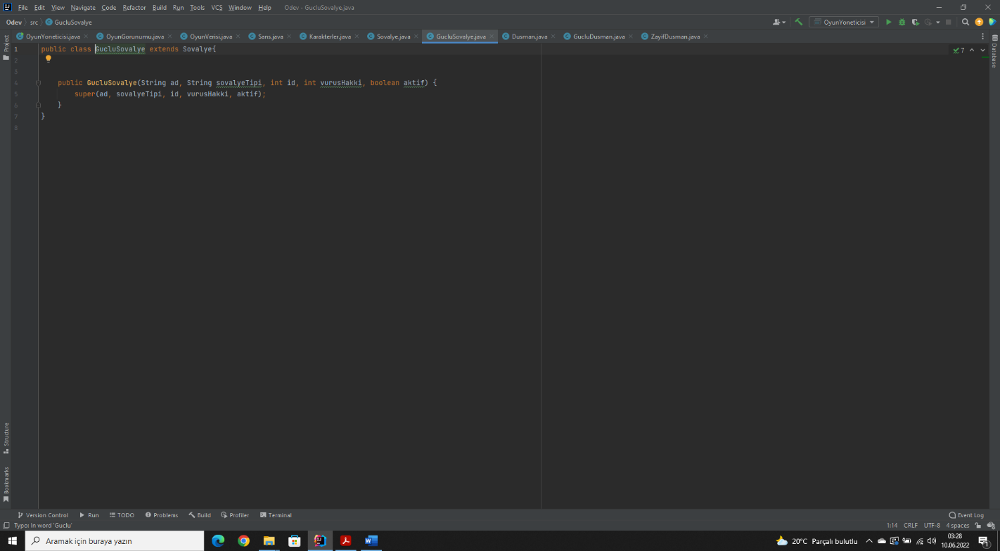 File Edit View Navigate Code Refactor Build Run Tools VCS Window Help Odev - GucluSovalye.java
Odev src GucluSovalye OyunYoneticisi
OyunYoneticisi.java OyunGorunumu.java OyunVerisi.java Sans.java Karakterler.java Sovalye.java GucluSovalye.java Dusman.java GucluDusman.java ZayifDusman.java
Project
Database
1 public class GucluSovalye extends Sovalye{ 7
2
3
4 public GucluSovalye(String ad, String sovalyeTipi, int id, int vurusHakki, boolean aktif) {
5 super(ad, sovalyeTipi, id, vurusHakki, aktif);
6 }
7 }
8
Structure
Bookmarks
Version Control Run TODO Problems Build Profiler Terminal Event Log
Typo: In word 'Guclu' 1:14 CRLF UTF-8 4 spaces
Aramak için buraya yazın 20°C Parçalı bulutlu 03:28
10.06.2022 1